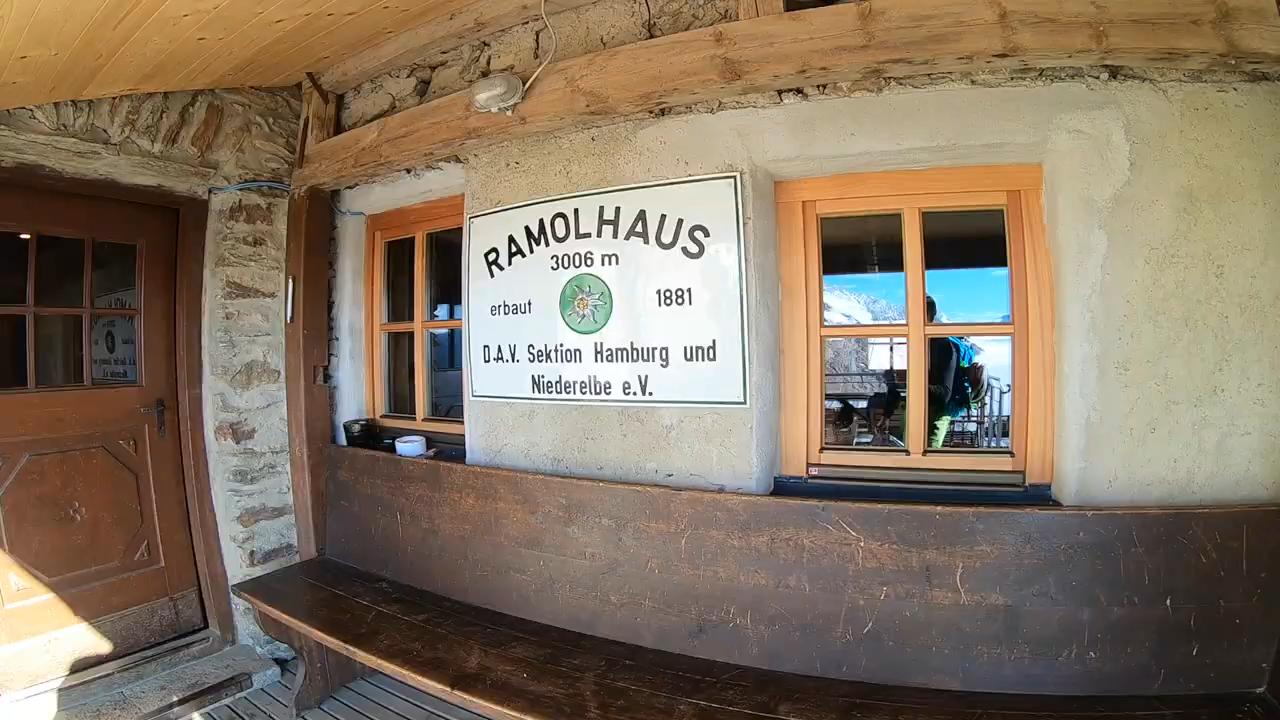 RAMOLHAUS
3006 m
erbaut 1881
D.A.V. Sektion Hamburg und
Niederelbe e.V.